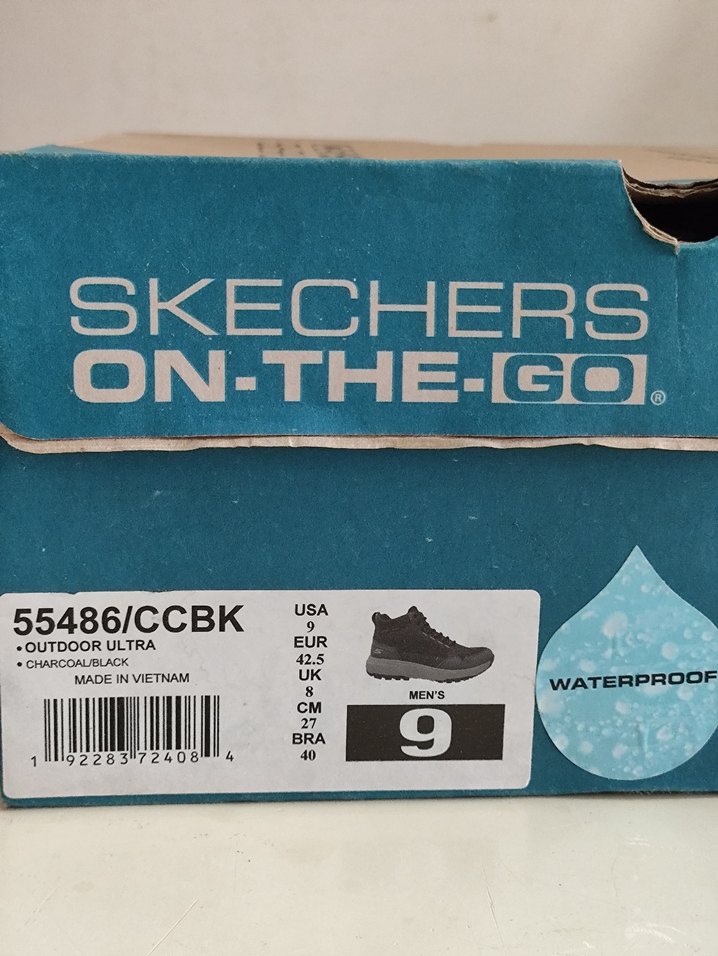 SKECHERS
ON-THE-GO®
55486/CCBK
• OUTDOOR ULTRA
• CHARCOAL/BLACK
MADE IN VIETNAM
1 92283 72408 4
USA
9
EUR
42.5
UK
8
CM
27
BRA
40
MEN'S
9
WATERPROOF